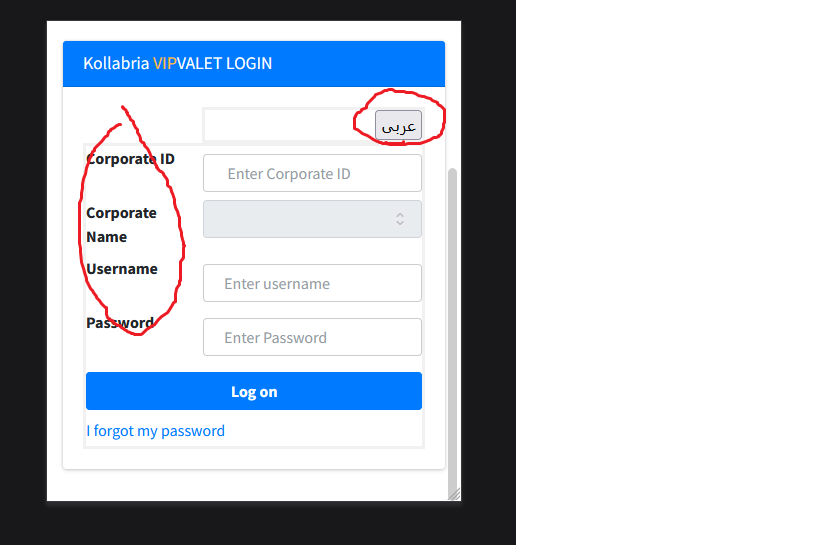 Kollabria VIPVALET LOGIN
عربى
Corporate ID
Enter Corporate ID
Corporate
Name
Username
Enter username
Password
Enter Password
Log on
I forgot my password